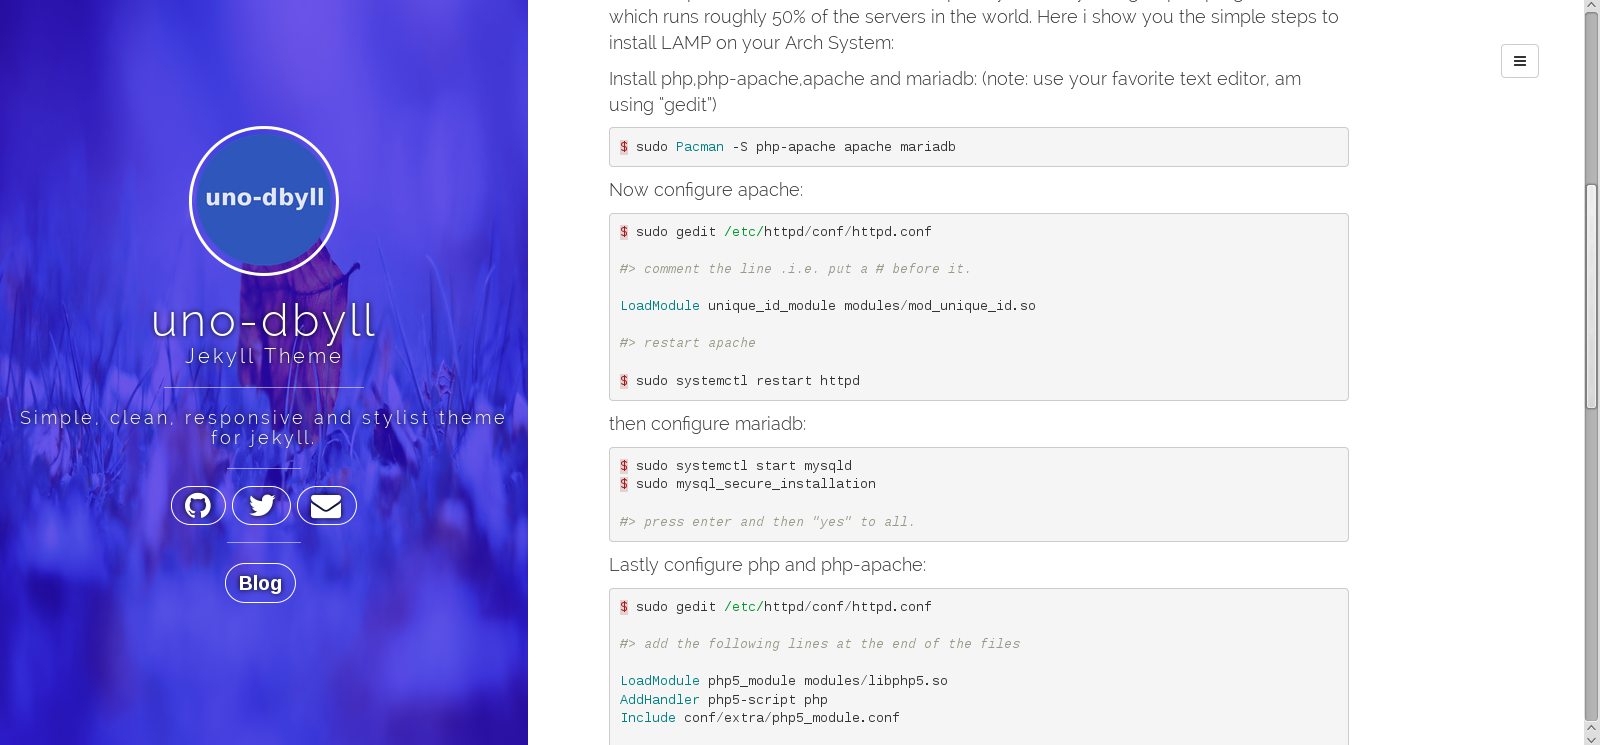 uno-dbyll
uno-dbyll
Jekyll Theme
Simple, clean, responsive and stylist theme
for jekyll.
Blog
which runs roughly 50% of the servers in the world. Here i show you the simple steps to
install LAMP on your Arch System:
Install php,php-apache,apache and mariadb: (note: use your favorite text editor, am
using “gedit”)
$ sudo Pacman -S php-apache apache mariadb
Now configure apache:
$ sudo gedit /etc/httpd/conf/httpd.conf
#> comment the line .i.e. put a # before it.
LoadModule unique_id_module modules/mod_unique_id.so
#> restart apache
$ sudo systemctl restart httpd
then configure mariadb:
$ sudo systemctl start mysqld
$ sudo mysql_secure_installation
#> press enter and then "yes" to all.
Lastly configure php and php-apache:
$ sudo gedit /etc/httpd/conf/httpd.conf
#> add the following lines at the end of the files
LoadModule php5_module modules/libphp5.so
AddHandler php5-script php
Include conf/extra/php5_module.conf